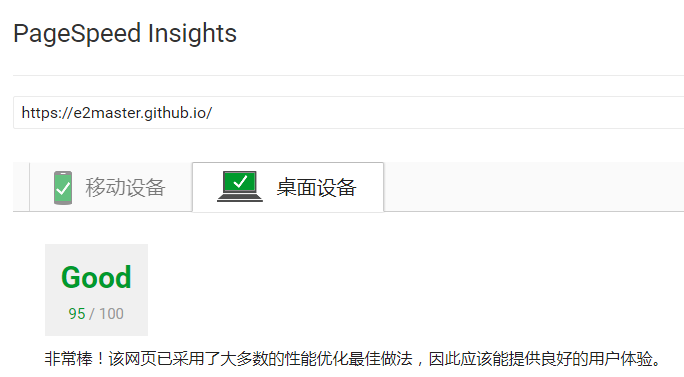 PageSpeed Insights
https://e2master.github.io/
移动设备
桌面设备
Good
95 / 100
非常棒！该网页已采用了大多数的性能优化最佳做法，因此应该能提供良好的用户体验。